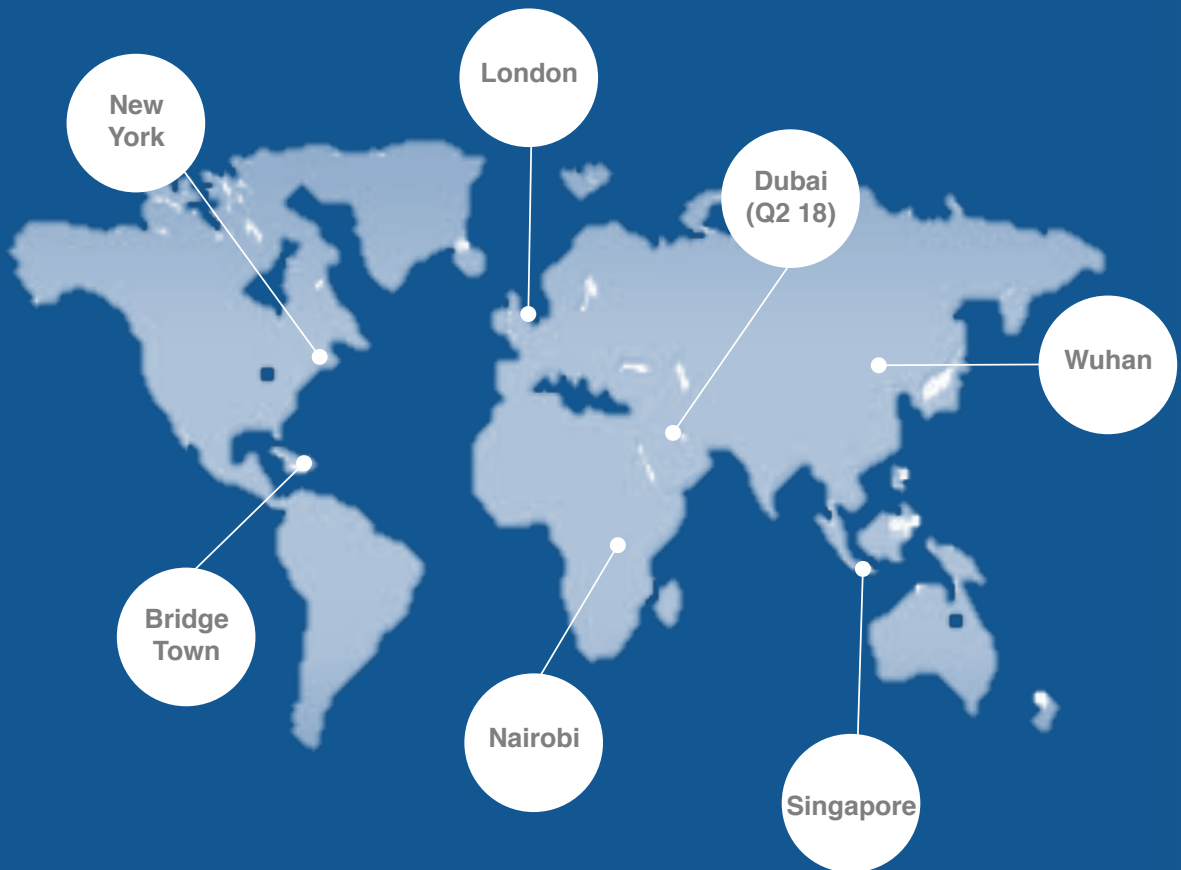 London
New
York
Dubai
(Q2 18)
Wuhan
Bridge
Town
Nairobi
Singapore